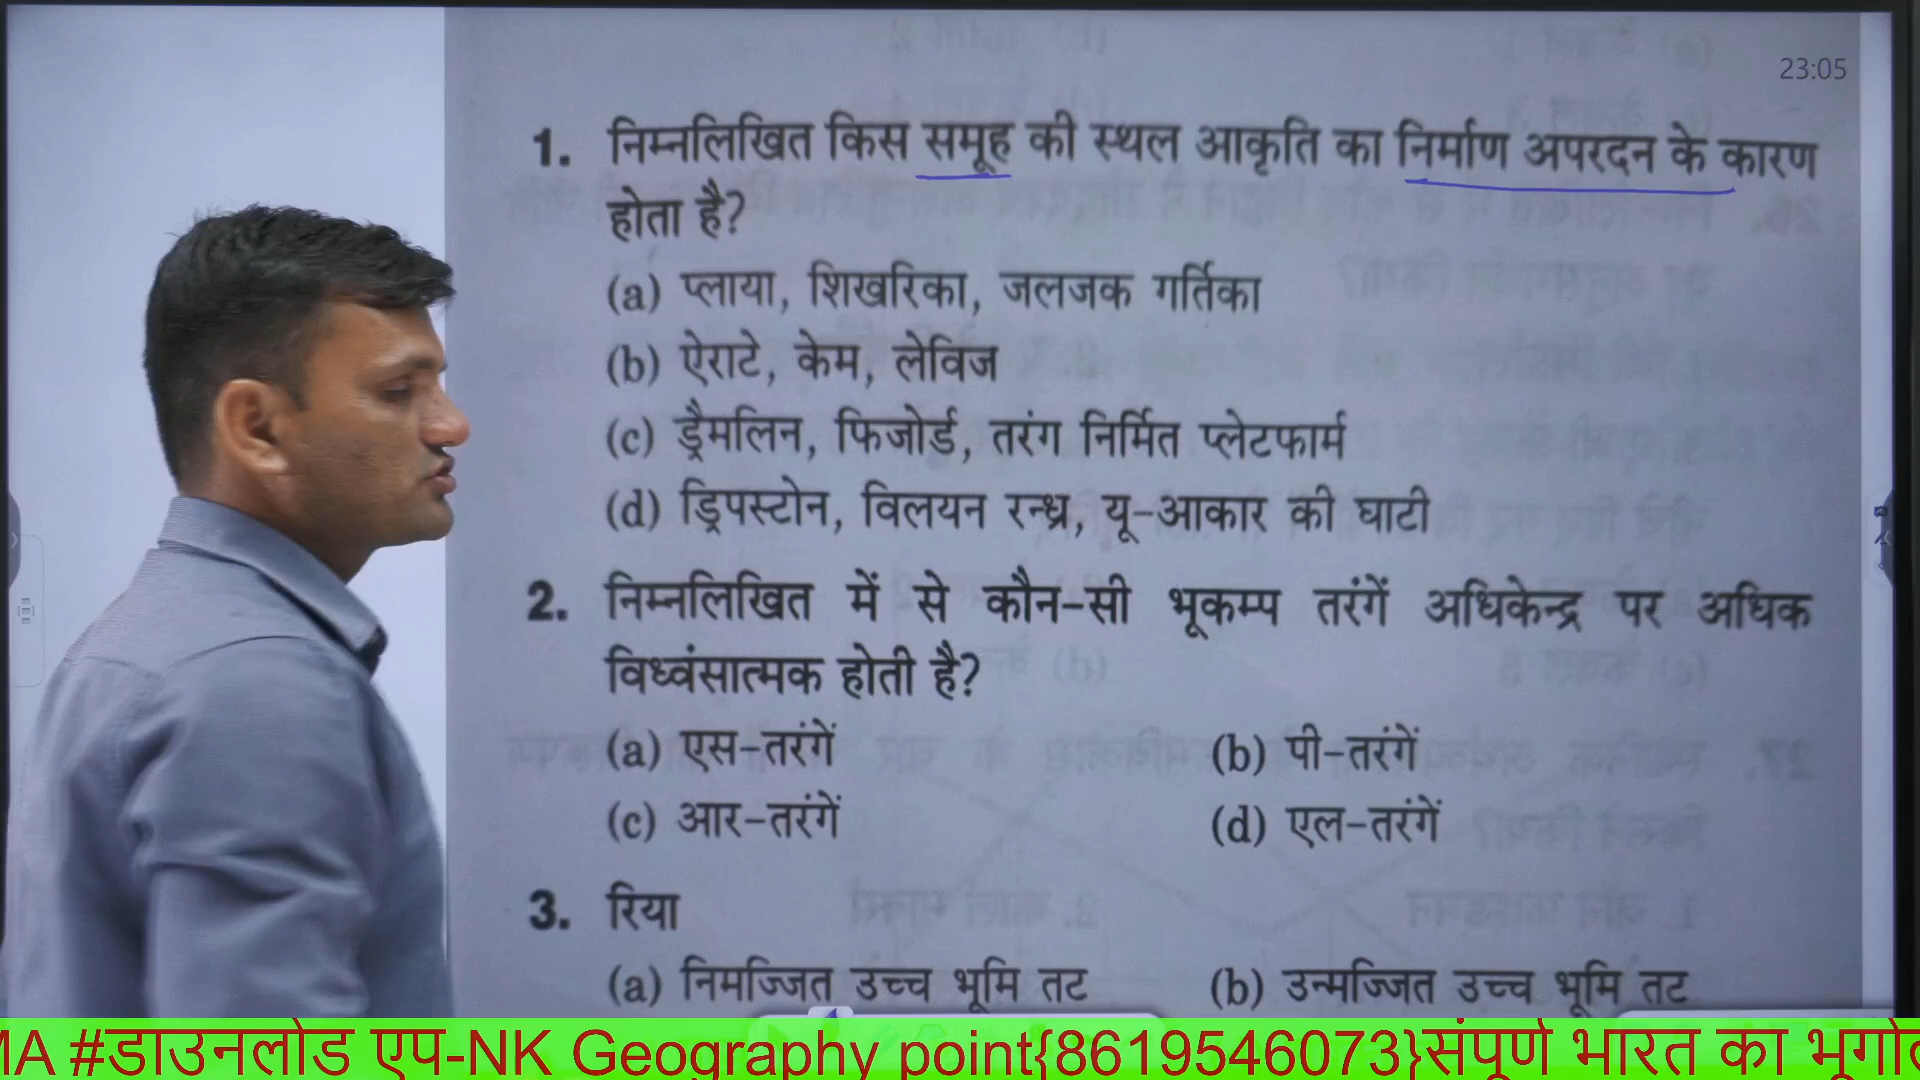 23:05
1. निम्नलिखित किस समूह की स्थल आकृति का निर्माण अपरदन के कारण
होता है?
(a) प्लाया, शिखरिका, जलजक गर्तिका
(b) ऐराटे, केम, लेविज
(c) ड्रैमलिन, फिजोर्ड, तरंग निर्मित प्लेटफार्म
(d) ड्रिपस्टोन, विलयन रन्ध्र, यू-आकार की घाटी
2. निम्नलिखित में से कौन-सी भूकम्प तरंगें अधिकेन्द्र पर अधिक
विध्वंसात्मक होती है?
(a) एस-तरंगें (b) पी-तरंगें
(c) आर-तरंगें (d) एल-तरंगें
3. रिया
(a) निमज्जित उच्च भूमि तट (b) उन्मज्जित उच्च भूमि तट
MA #डाउनलोड एप-NK Geography point{8619546073}संपूर्ण भारत का